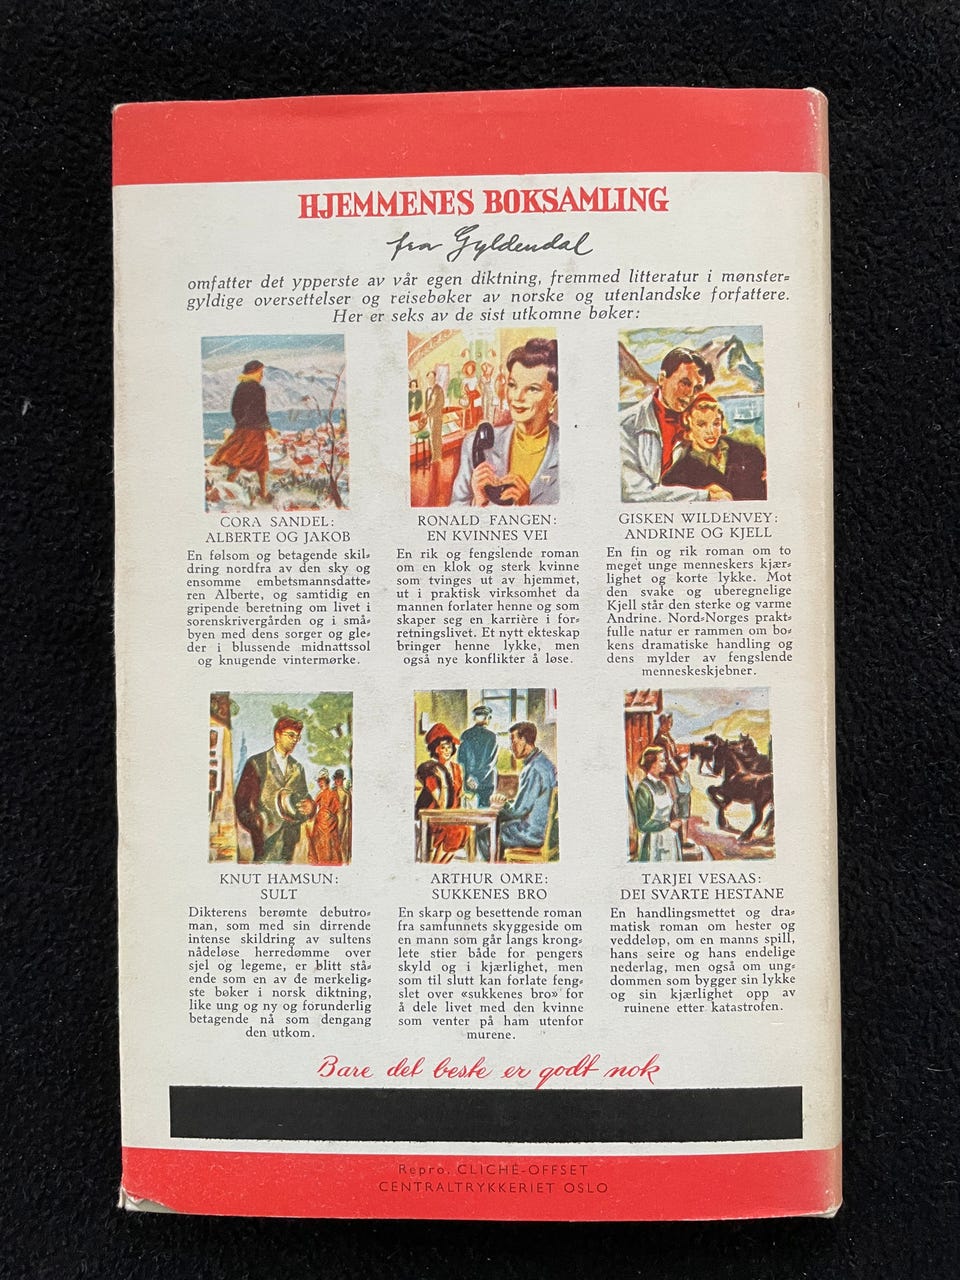 HJEMMENES BOKSAMLING
fra Gyldendal
omfatter det ypperste av vår egen diktning, fremmed litteratur i mønster=
gyldige oversettelser og reisebøker av norske og utenlandske forfattere.
Her er seks av de sist utkomne bøker:
CORA SANDEL:
ALBERTE OG JAKOB
En følsom og betagende skil=
dring nordfra av den sky og
ensomme embetsmannsdatte=
ren Alberte, og samtidig en
gripende beretning om livet i
sorenskrivergården og i små=
byen med dens sorger og gle=
der i blussende midnattssol
og knugende vintermørke.
RONALD FANGEN:
EN KVINNES VEI
En rik og fengslende roman
om en klok og sterk kvinne
som tvinges ut av hjemmet,
ut i praktisk virksomhet da
mannen forlater henne og som
skaper seg en karrière i for=
retningslivet. Et nytt ekteskap
bringer henne lykke, men
også nye konflikter å løse.
GISKEN WILDENVEY:
ANDRINE OG KJELL
En fin og rik roman om to
meget unge menneskers kjær=
lighet og korte lykke. Mot
den svake og uberegnelige
Kjell står den sterke og varme
Andrine. Nord=Norges prakt=
fulle natur er rammen om bo=
kens dramatiske handling og
dens mylder av fengslende
menneskeskjebner.
KNUT HAMSUN:
SULT
Dikterens berømte debutro=
man, som med sin dirrende
intense skildring av sultens
nådeløse herredømme over
sjel og legeme, er blitt stå=
ende som en av de merkelig=
ste bøker i norsk diktning,
like ung og ny og forunderlig
betagende nå som dengang
den utkom.
ARTHUR OMRE:
SUKKENES BRO
En skarp og besettende roman
fra samfunnets skyggeside om
en mann som går langs krong=
lete stier både for pengers
skyld og i kjærlighet, men
som til slutt kan forlate feng=
slet over «sukkenes bro» for
å dele livet med den kvinne
som venter på ham utenfor
murene.
TARJEI VESAAS:
DEI SVARTE HESTANE
En handlingsmettet og dra=
matisk roman om hester og
veddeløp, om en manns spill,
hans seire og hans endelige
nederlag, men også om ung=
dommen som bygger sin lykke
og sin kjærlighet opp av
ruinene etter katastrofen.
Bare det beste er godt nok
Repro. CLICHÉ-OFFSET
CENTRALTRYKKERIET OSLO